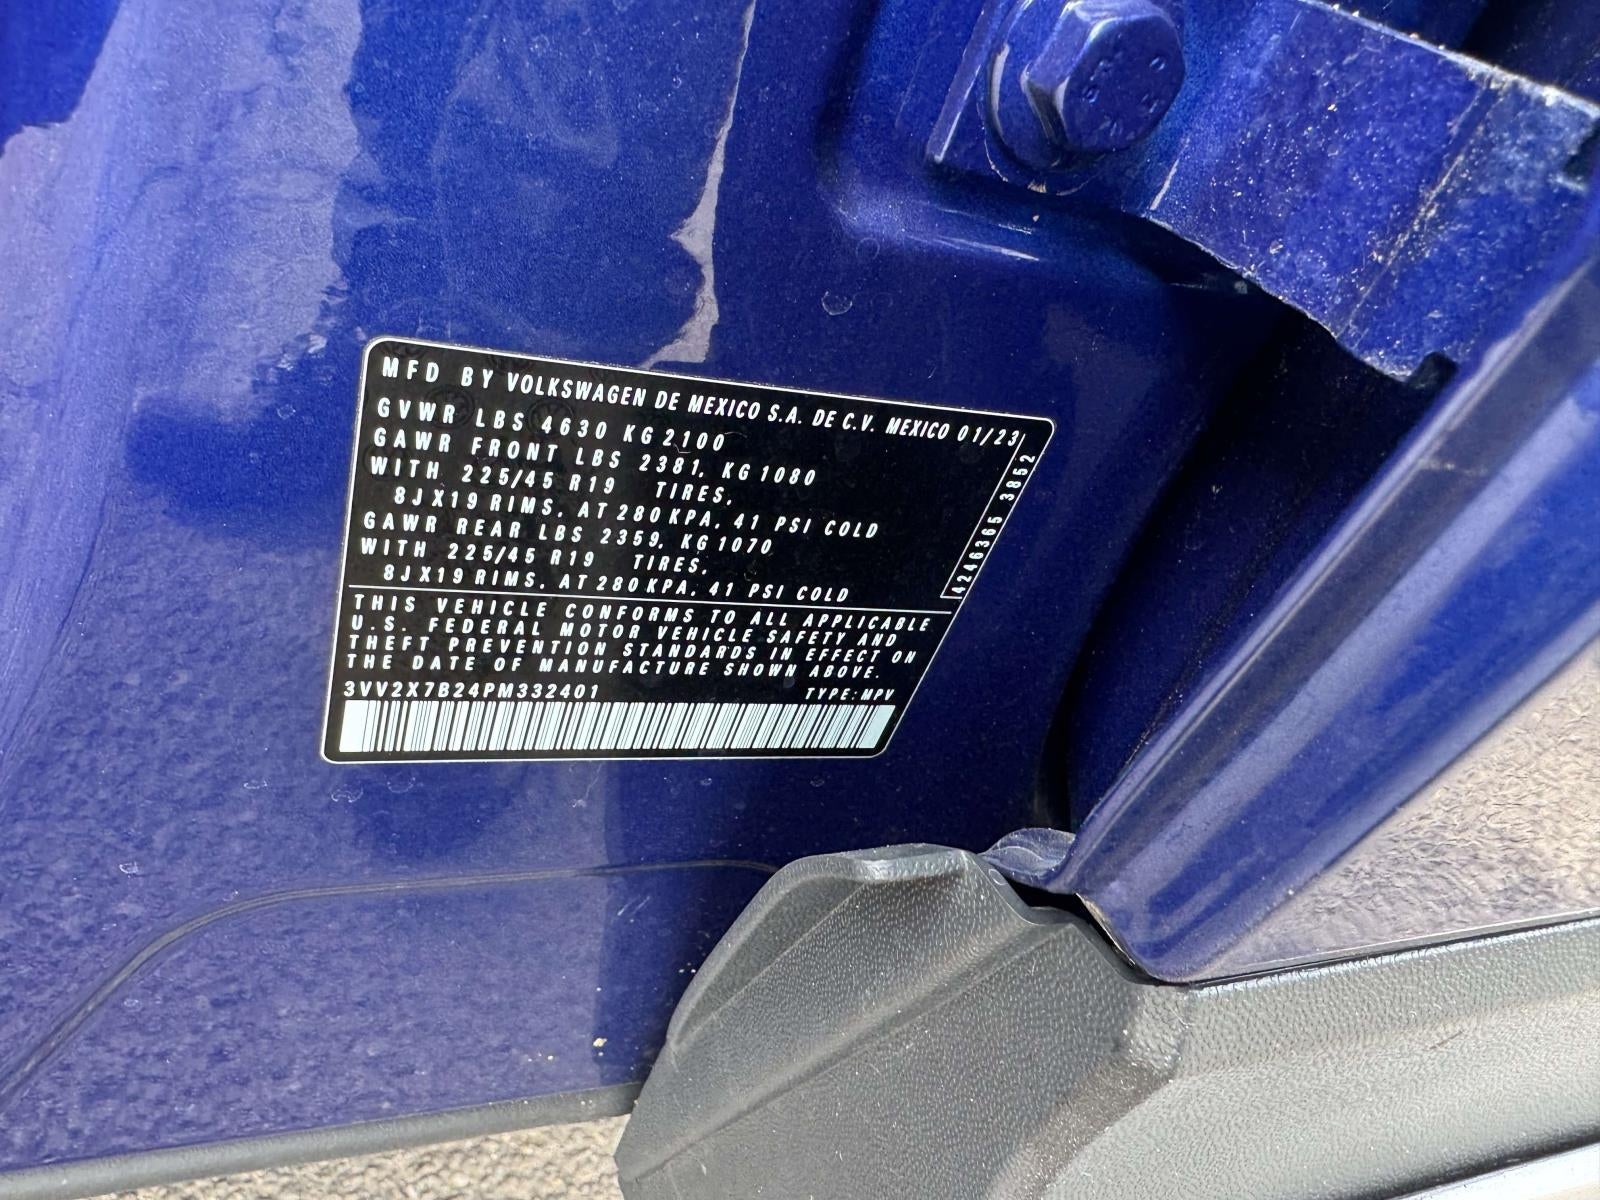 MFD BY VOLKSWAGEN DE MEXICO S.A. DE C.V. MEXICO 01/23
GVWR LBS 4630 KG 2100
GAWR FRONT LBS 2381, KG 1080
WITH 225/45 R19 TIRES,
8JX19 RIMS, AT 280 KPA, 41 PSI COLD
GAWR REAR LBS 2359, KG 1070
WITH 225/45 R19 TIRES,
8JX19 RIMS, AT 280 KPA, 41 PSI COLD
4246365 3852
THIS VEHICLE CONFORMS TO ALL APPLICABLE
U.S. FEDERAL MOTOR VEHICLE SAFETY AND
THEFT PREVENTION STANDARDS IN EFFECT ON
THE DATE OF MANUFACTURE SHOWN ABOVE.
3VV2X7B24PM332401 TYPE: MPV